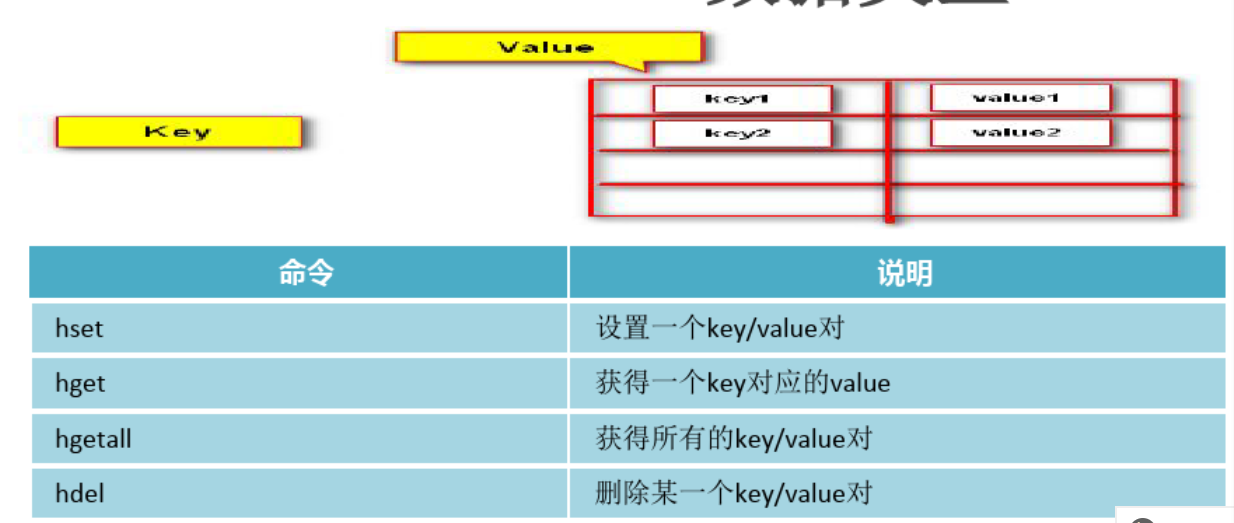 Value
key1 value1
Key
key2 value2
命令 说明
hset 设置一个key/value对
hget 获得一个key对应的value
hgetall 获得所有的key/value对
hdel 删除某一个key/value对